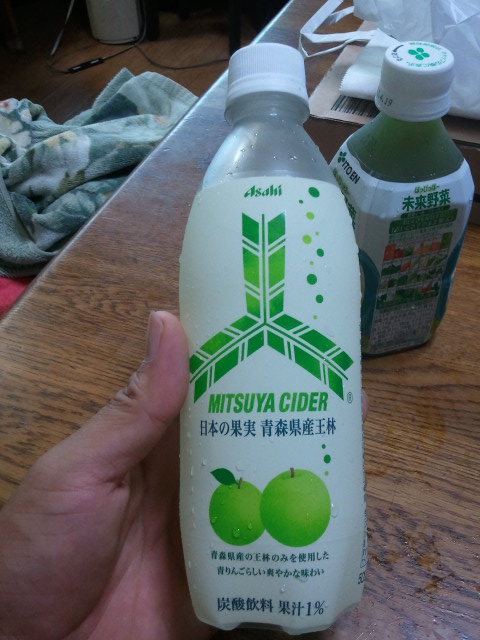 Asahi
MITSUYA CIDER
®
日本の果実 青森県産王林
青森県産の王林のみを使用した
青りんごらしい爽やかな味わい
炭酸飲料 果汁1%
ITOEN
未来野菜